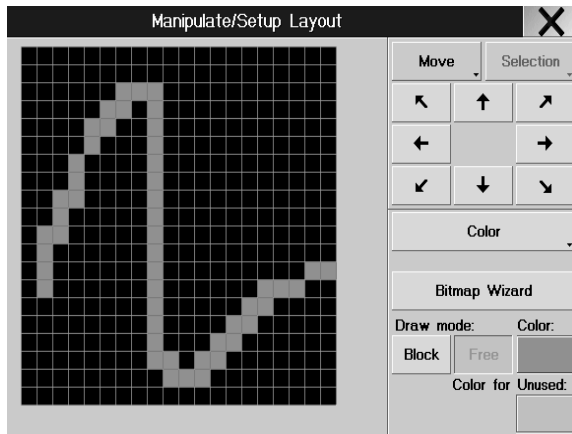 Manipulate/Setup Layout
Move
Selection
Color
Bitmap Wizard
Draw mode:
Color:
Block
Free
Color for Unused: